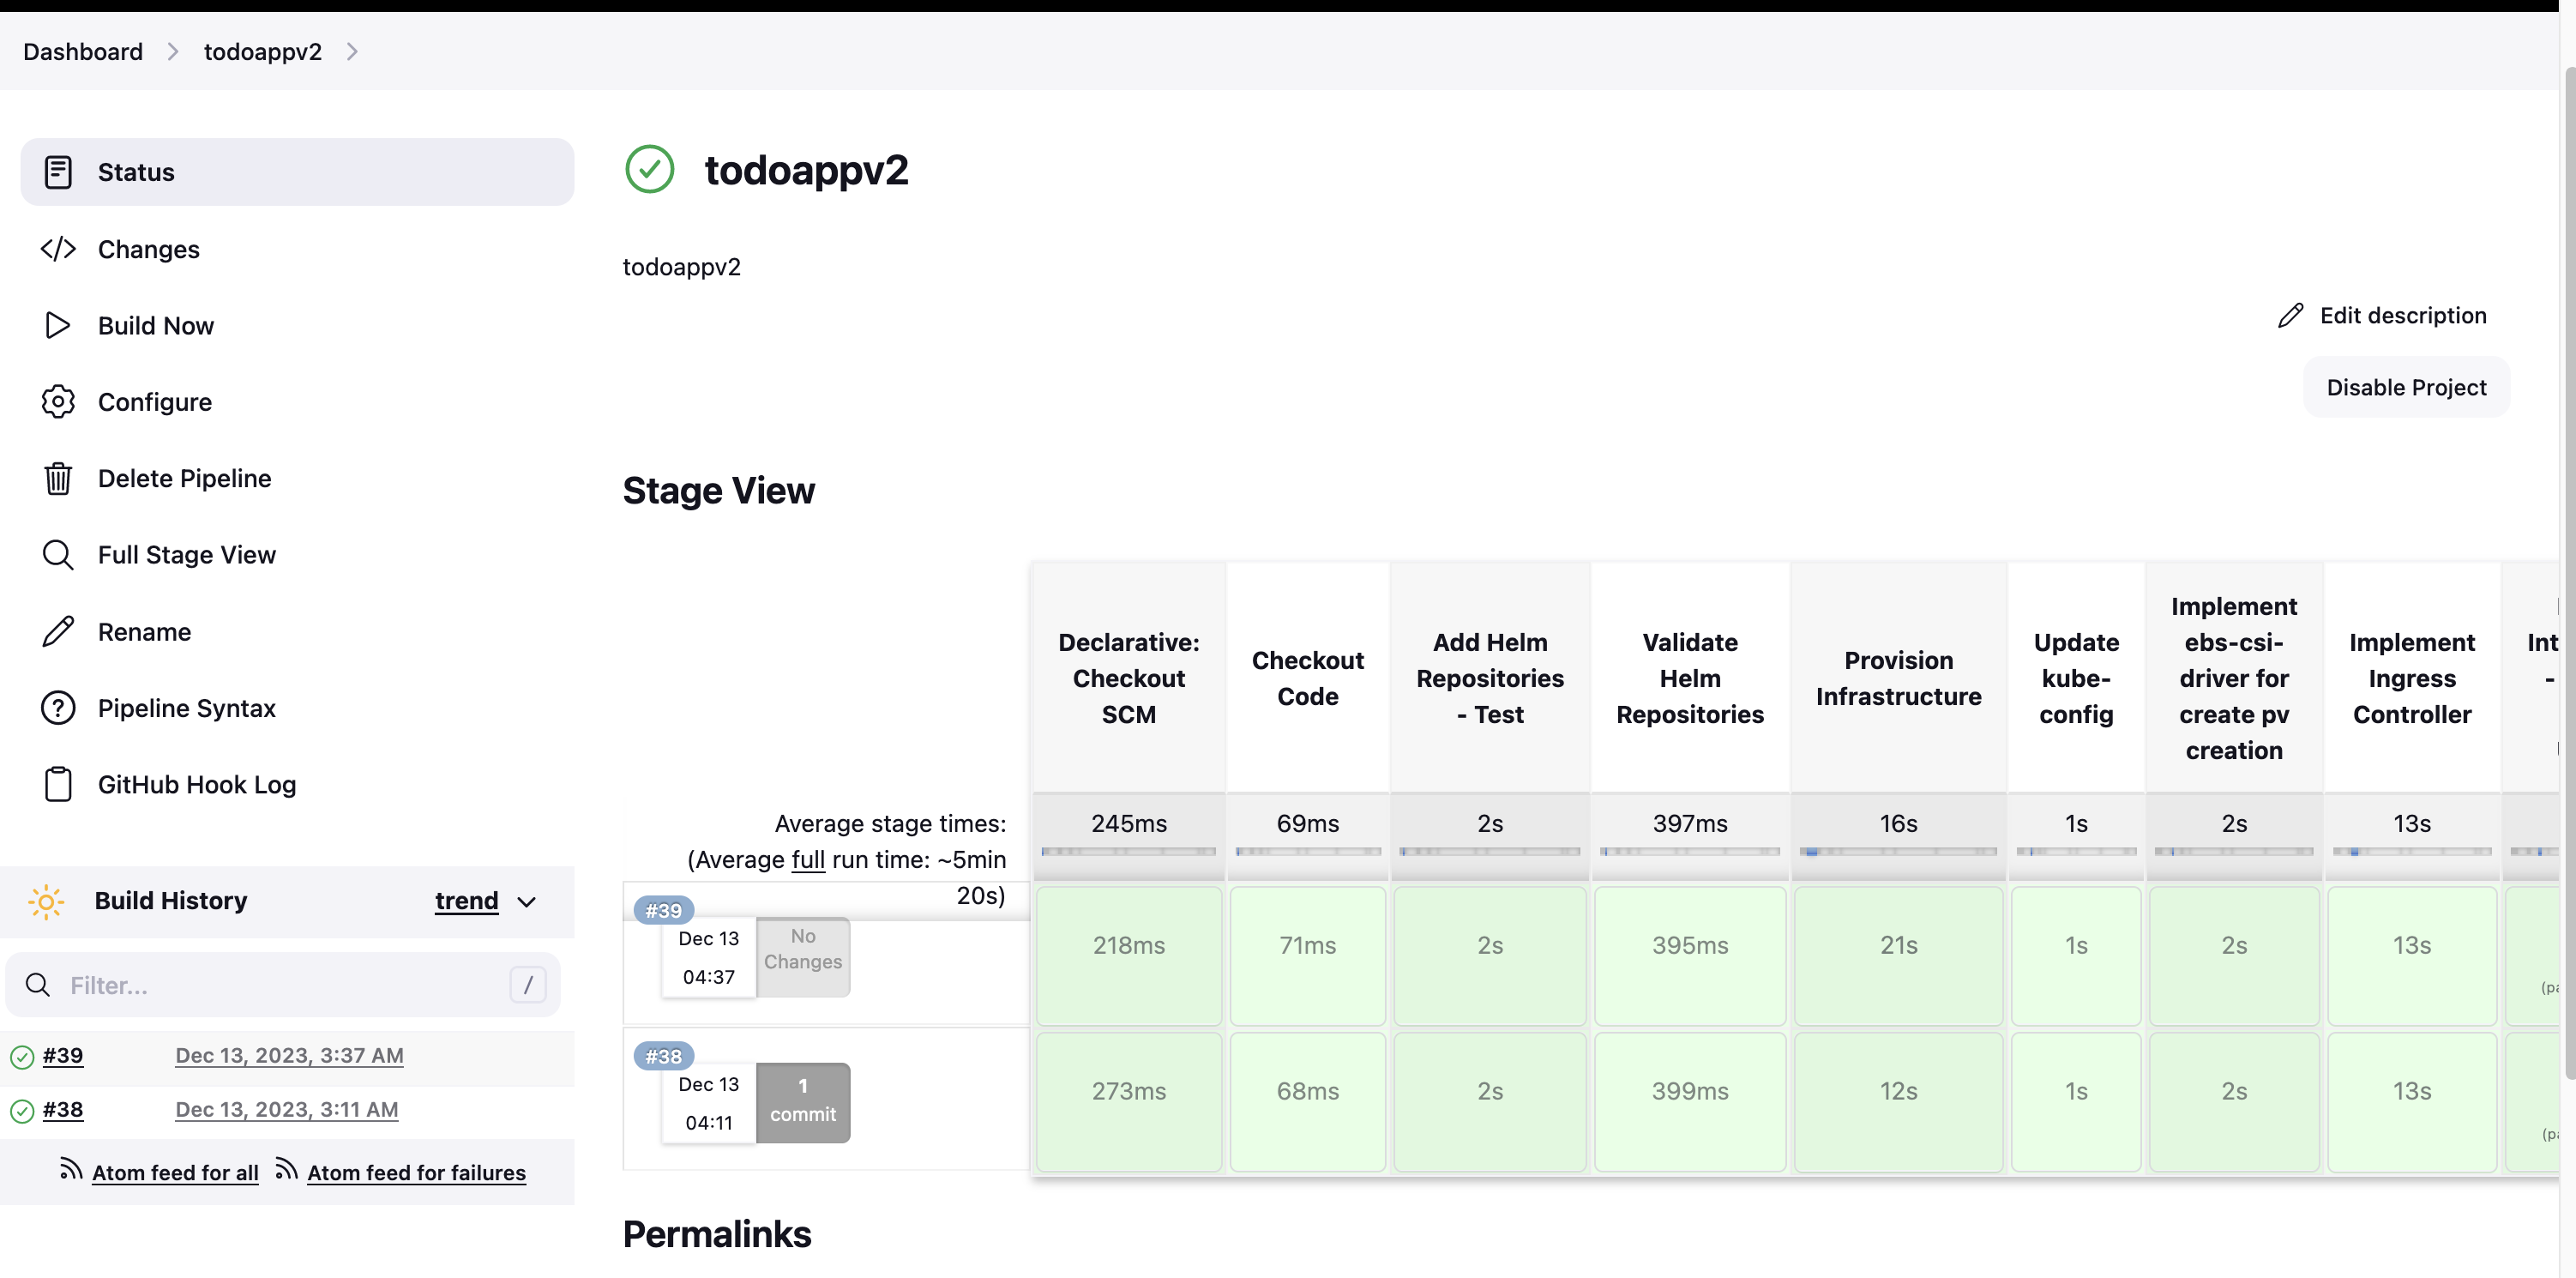 Dashboard
todoappv2
Status
Changes
Build Now
Configure
Delete Pipeline
Full Stage View
Rename
Pipeline Syntax
GitHub Hook Log
Build History
trend
Filter...
/
#39
Dec 13, 2023, 3:37 AM
#38
Dec 13, 2023, 3:11 AM
Atom feed for all
Atom feed for failures
todoappv2
todoappv2
Edit description
Disable Project
Stage View
Declarative:
Checkout
SCM
Checkout
Code
Add Helm
Repositories
- Test
Validate
Helm
Repositories
Provision
Infrastructure
Update
kube-
config
Implement
ebs-csi-
driver for
create pv
creation
Implement
Ingress
Controller
Int
-
Average stage times:
(Average full run time: ~5min
20s)
245ms
69ms
2s
397ms
16s
1s
2s
13s
#39
Dec 13
04:37
No
Changes
218ms
71ms
2s
395ms
21s
1s
2s
13s
#38
Dec 13
04:11
1
commit
273ms
68ms
2s
399ms
12s
1s
2s
13s
Permalinks